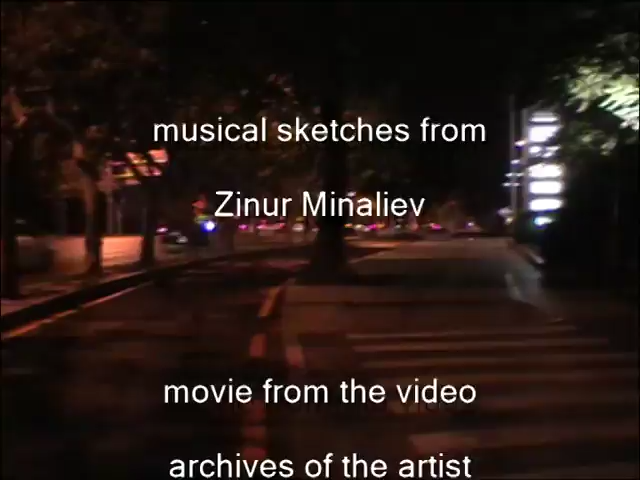 musical sketches from
Zinur Minaliev
movie from the video
archives of the artist